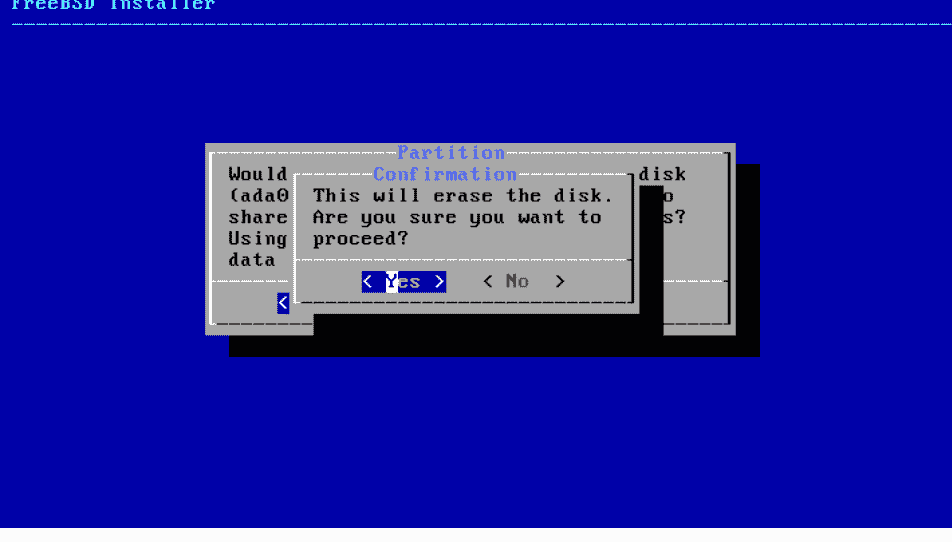 FreeBSD Installer
Partition
Would disk
Confirmation
(ada0 o
This will erase the disk.
share s?
Are you sure you want to
Using
proceed?
data
< Yes > < No >
<